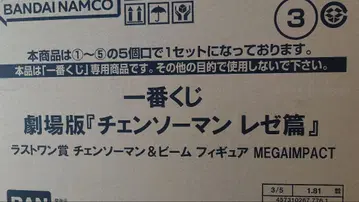 BANDAI NAMCO
③
本商品は①～⑤の5個口で1セットになっております。
本品は「一番くじ」専用商品です。その他の目的で使用しないで下さい。
一番くじ
劇場版『チェンソーマン レゼ篇』
ラストワン賞 チェンソーマン＆ビーム フィギュア MEGAIMPACT
3/5
1.81